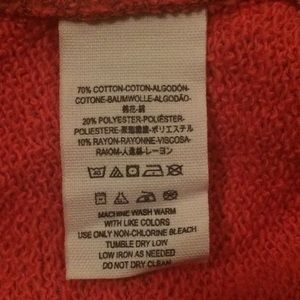 70% COTTON-COTON-ALGODÓN-
COTONE-BAUMWOLLE-ALGODÃO-
棉花-綿
20% POLYESTER-POLIÉSTER-
POLIESTERE-聚酯纖維-ポリエステル
10% RAYON-RAYONNE-VISCOSA-
RAIOM-人造絲-レーヨン
MACHINE WASH WARM
WITH LIKE COLORS
USE ONLY NON-CHLORINE BLEACH
TUMBLE DRY LOW
LOW IRON AS NEEDED
DO NOT DRY CLEAN